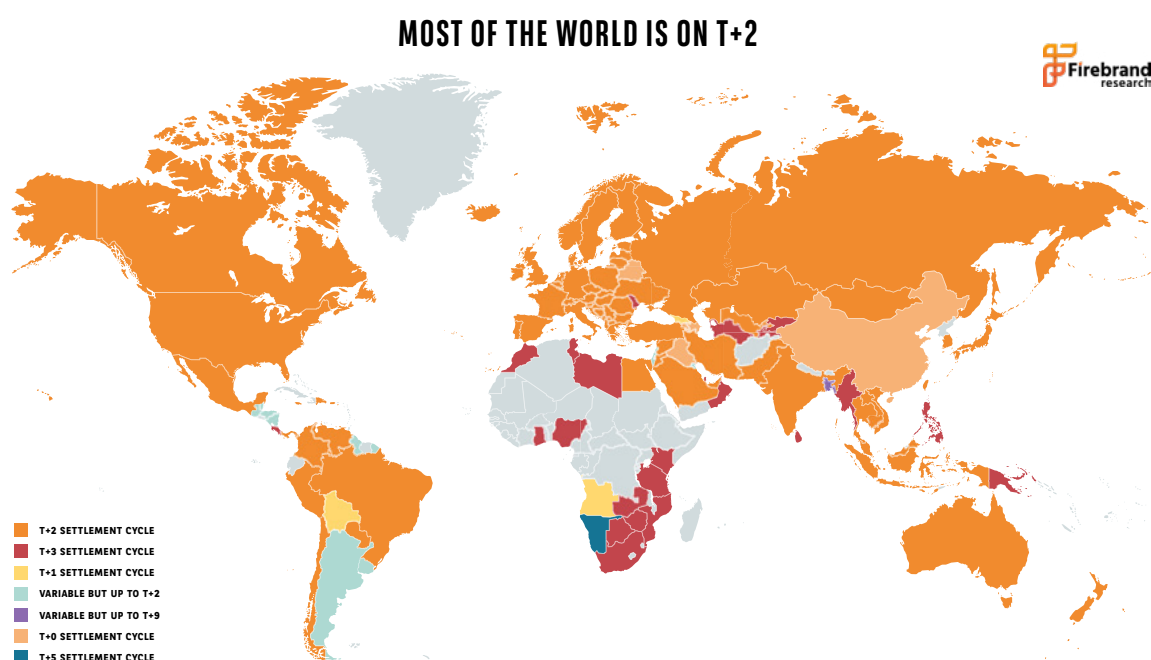 MOST OF THE WORLD IS ON T+2
Firebrand
research
T+2 SETTLEMENT CYCLE
T+3 SETTLEMENT CYCLE
T+1 SETTLEMENT CYCLE
VARIABLE BUT UP TO T+2
VARIABLE BUT UP TO T+9
T+0 SETTLEMENT CYCLE
T+5 SETTLEMENT CYCLE